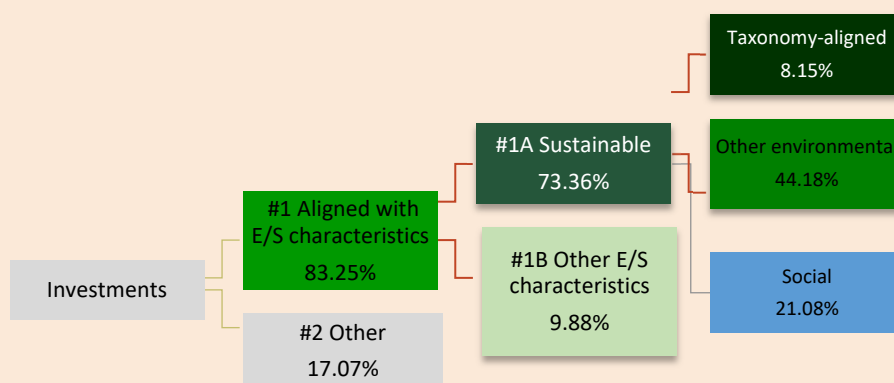 Investments
#1 Aligned with
E/S characteristics
83.25%
#2 Other
17.07%
#1A Sustainable
73.36%
#1B Other E/S
characteristics
9.88%
Taxonomy-aligned
8.15%
Other environmenta
44.18%
Social
21.08%